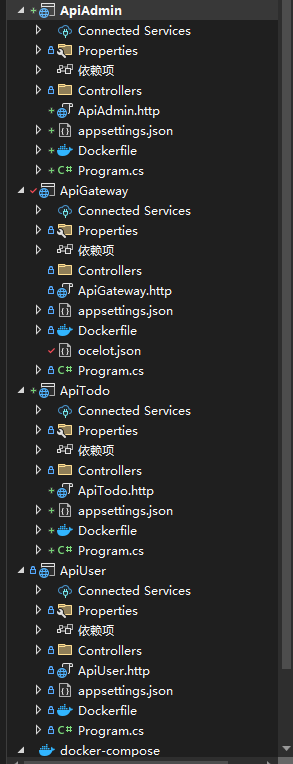 ApiAdmin
Connected Services
Properties
依赖项
Controllers
ApiAdmin.http
appsettings.json
Dockerfile
C# Program.cs
ApiGateway
Connected Services
Properties
依赖项
Controllers
ApiGateway.http
appsettings.json
Dockerfile
ocelot.json
C# Program.cs
ApiTodo
Connected Services
Properties
依赖项
Controllers
ApiTodo.http
appsettings.json
Dockerfile
C# Program.cs
ApiUser
Connected Services
Properties
依赖项
Controllers
ApiUser.http
appsettings.json
Dockerfile
C# Program.cs
docker-compose